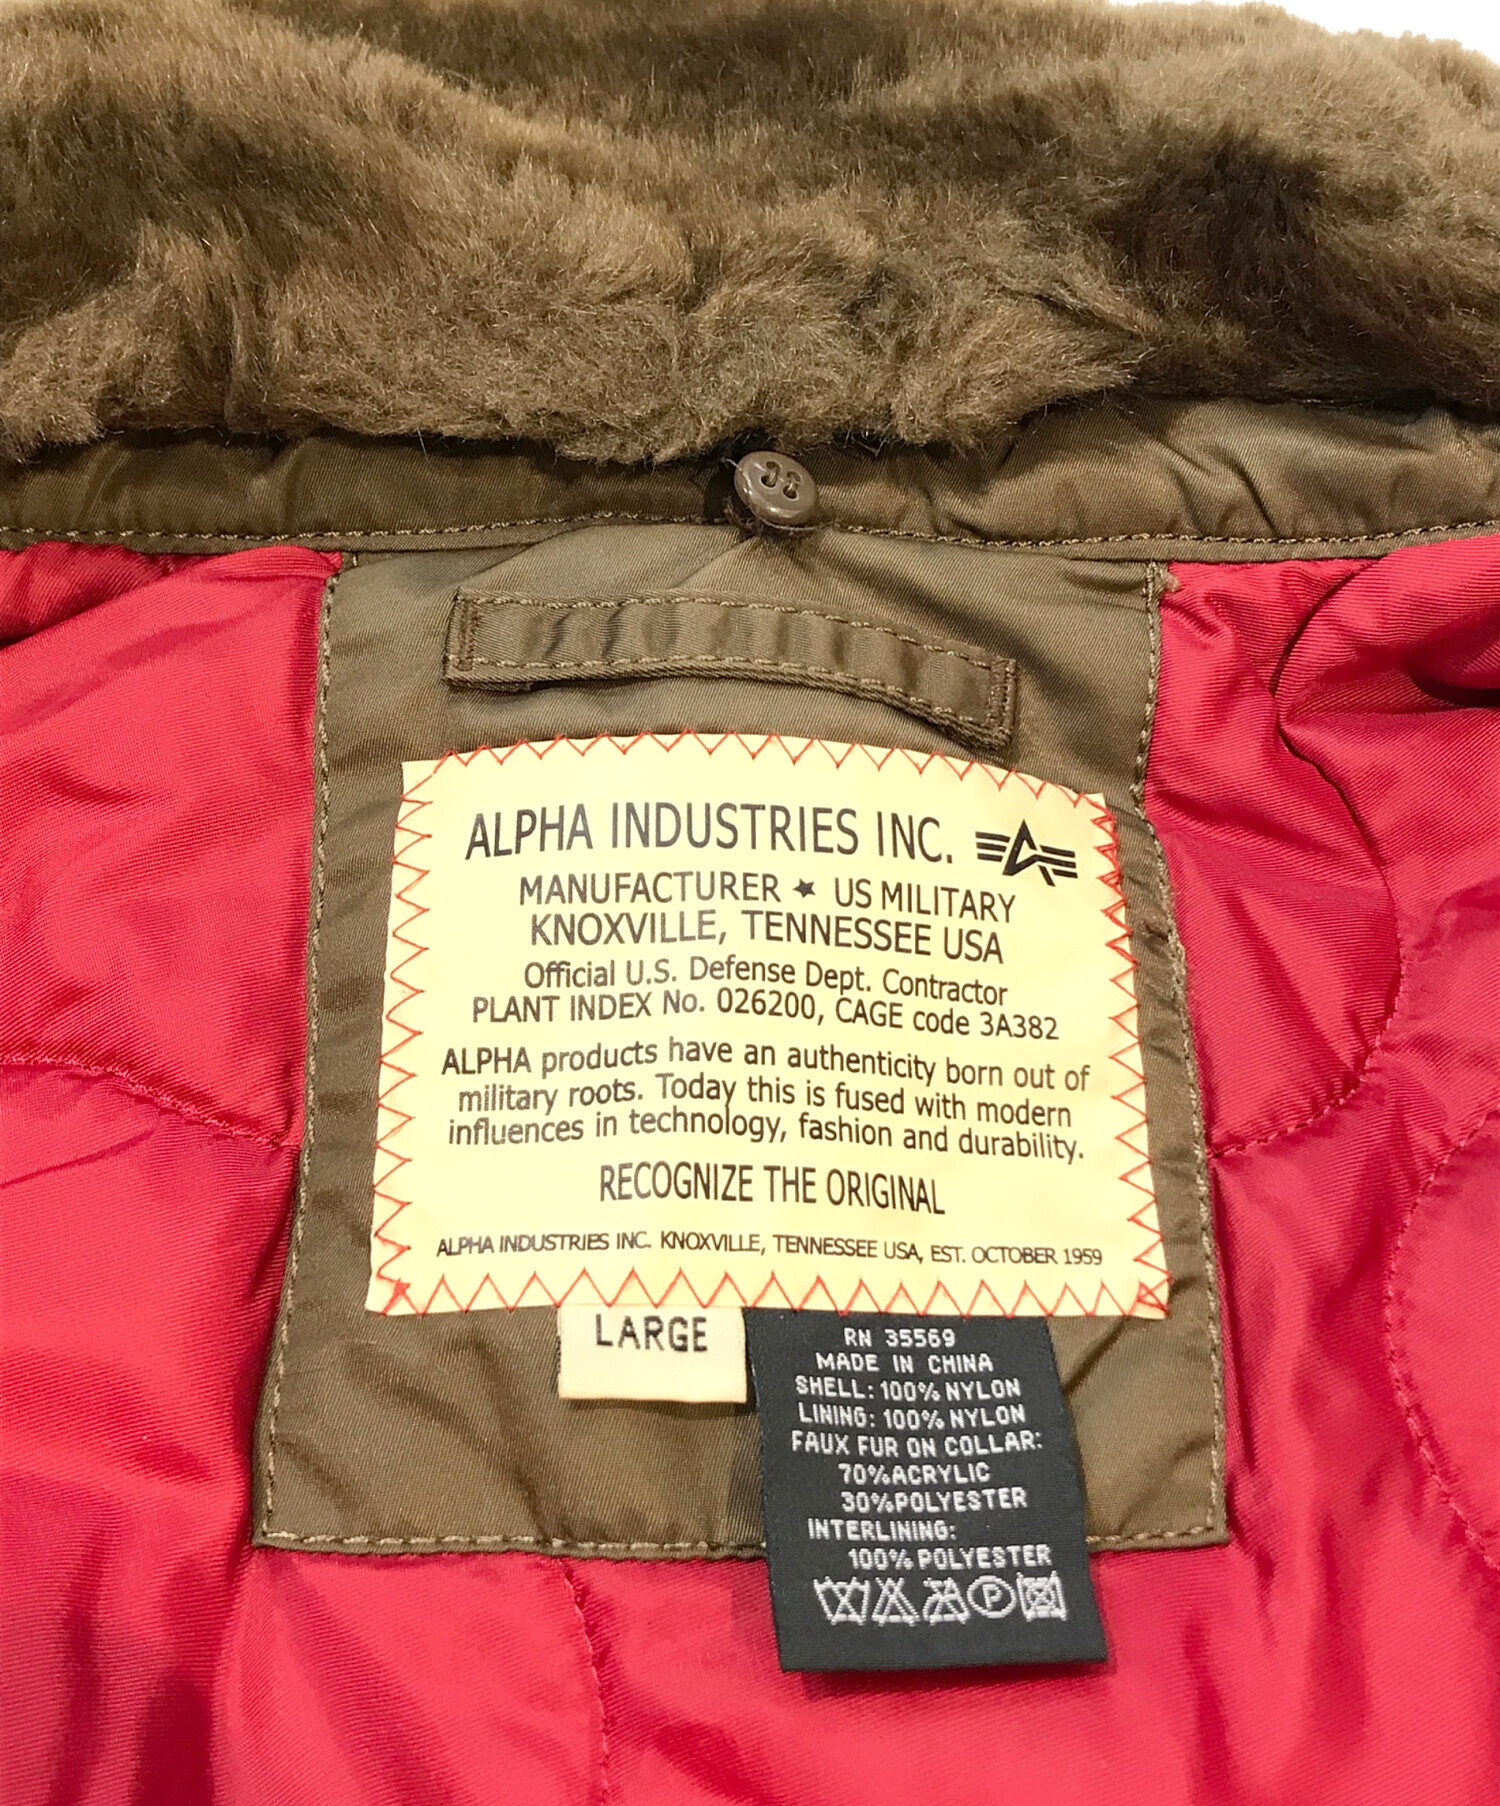 ALPHA INDUSTRIES INC.
MANUFACTURER ★ US MILITARY
KNOXVILLE, TENNESSEE USA
Official U.S. Defense Dept. Contractor
PLANT INDEX No. 026200, CAGE code 3A382
ALPHA products have an authenticity born out of
military roots. Today this is fused with modern
influences in technology, fashion and durability.
RECOGNIZE THE ORIGINAL
ALPHA INDUSTRIES INC. KNOXVILLE, TENNESSEE USA, EST. OCTOBER 1959
LARGE
RN 35569
MADE IN CHINA
SHELL: 100% NYLON
LINING: 100% NYLON
FAUX FUR ON COLLAR:
70%ACRYLIC
30%POLYESTER
INTERLINING:
100% POLYESTER
P